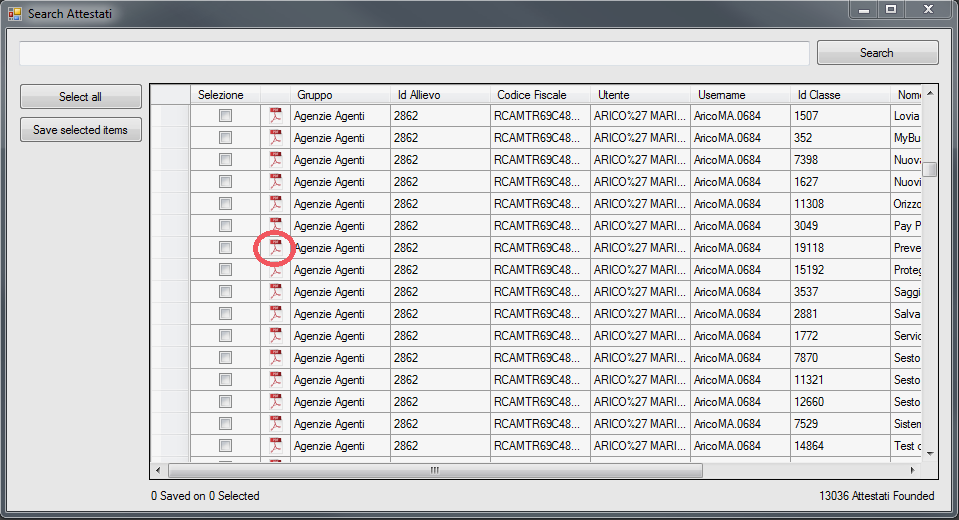 Search Attestati
Search
Select all
Save selected items
Selezione Gruppo Id Allievo Codice Fiscale Utente Username Id Classe Nome
Agenzie Agenti 2862 RCAMTR69C48... ARICO%27 MARI... AricoMA.0684 1507 Lovia
Agenzie Agenti 2862 RCAMTR69C48... ARICO%27 MARI... AricoMA.0684 352 MyBu
Agenzie Agenti 2862 RCAMTR69C48... ARICO%27 MARI... AricoMA.0684 7398 Nuova
Agenzie Agenti 2862 RCAMTR69C48... ARICO%27 MARI... AricoMA.0684 1627 Nuovi
Agenzie Agenti 2862 RCAMTR69C48... ARICO%27 MARI... AricoMA.0684 11308 Orizzo
Agenzie Agenti 2862 RCAMTR69C48... ARICO%27 MARI... AricoMA.0684 3049 Pay P
Agenzie Agenti 2862 RCAMTR69C48... ARICO%27 MARI... AricoMA.0684 19118 Preve
Agenzie Agenti 2862 RCAMTR69C48... ARICO%27 MARI... AricoMA.0684 15192 Proteg
Agenzie Agenti 2862 RCAMTR69C48... ARICO%27 MARI... AricoMA.0684 3537 Saggi
Agenzie Agenti 2862 RCAMTR69C48... ARICO%27 MARI... AricoMA.0684 2881 Salva
Agenzie Agenti 2862 RCAMTR69C48... ARICO%27 MARI... AricoMA.0684 1772 Servic
Agenzie Agenti 2862 RCAMTR69C48... ARICO%27 MARI... AricoMA.0684 7870 Sesto
Agenzie Agenti 2862 RCAMTR69C48... ARICO%27 MARI... AricoMA.0684 11321 Sesto
Agenzie Agenti 2862 RCAMTR69C48... ARICO%27 MARI... AricoMA.0684 12660 Sesto
Agenzie Agenti 2862 RCAMTR69C48... ARICO%27 MARI... AricoMA.0684 7529 Sistem
Agenzie Agenti 2862 RCAMTR69C48... ARICO%27 MARI... AricoMA.0684 14864 Test c
0 Saved on 0 Selected
13036 Attestati Founded